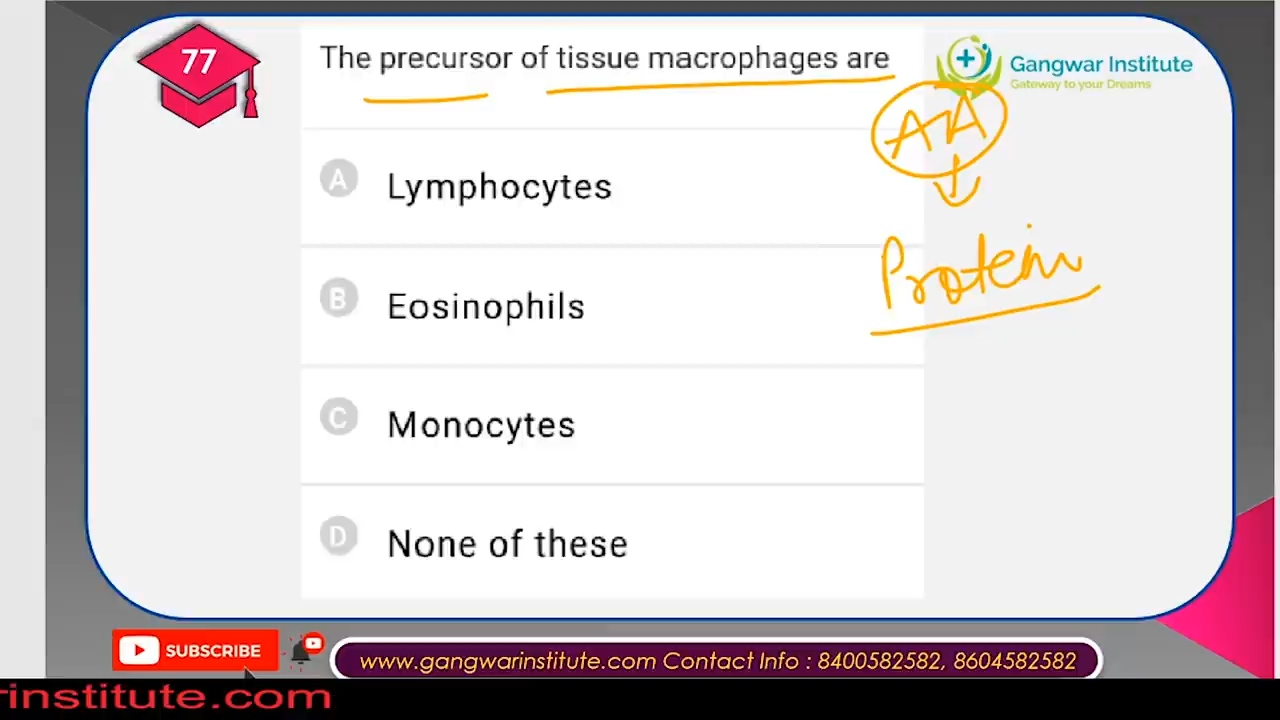 77
The precursor of tissue macrophages are
Gangwar Institute
Gateway to your Dreams
AA
A
Lymphocytes
Protein
B
Eosinophils
C
Monocytes
D
None of these
SUBSCRIBE
www.gangwarinstitute.com Contact Info : 8400582582, 8604582582
rinstitute.com